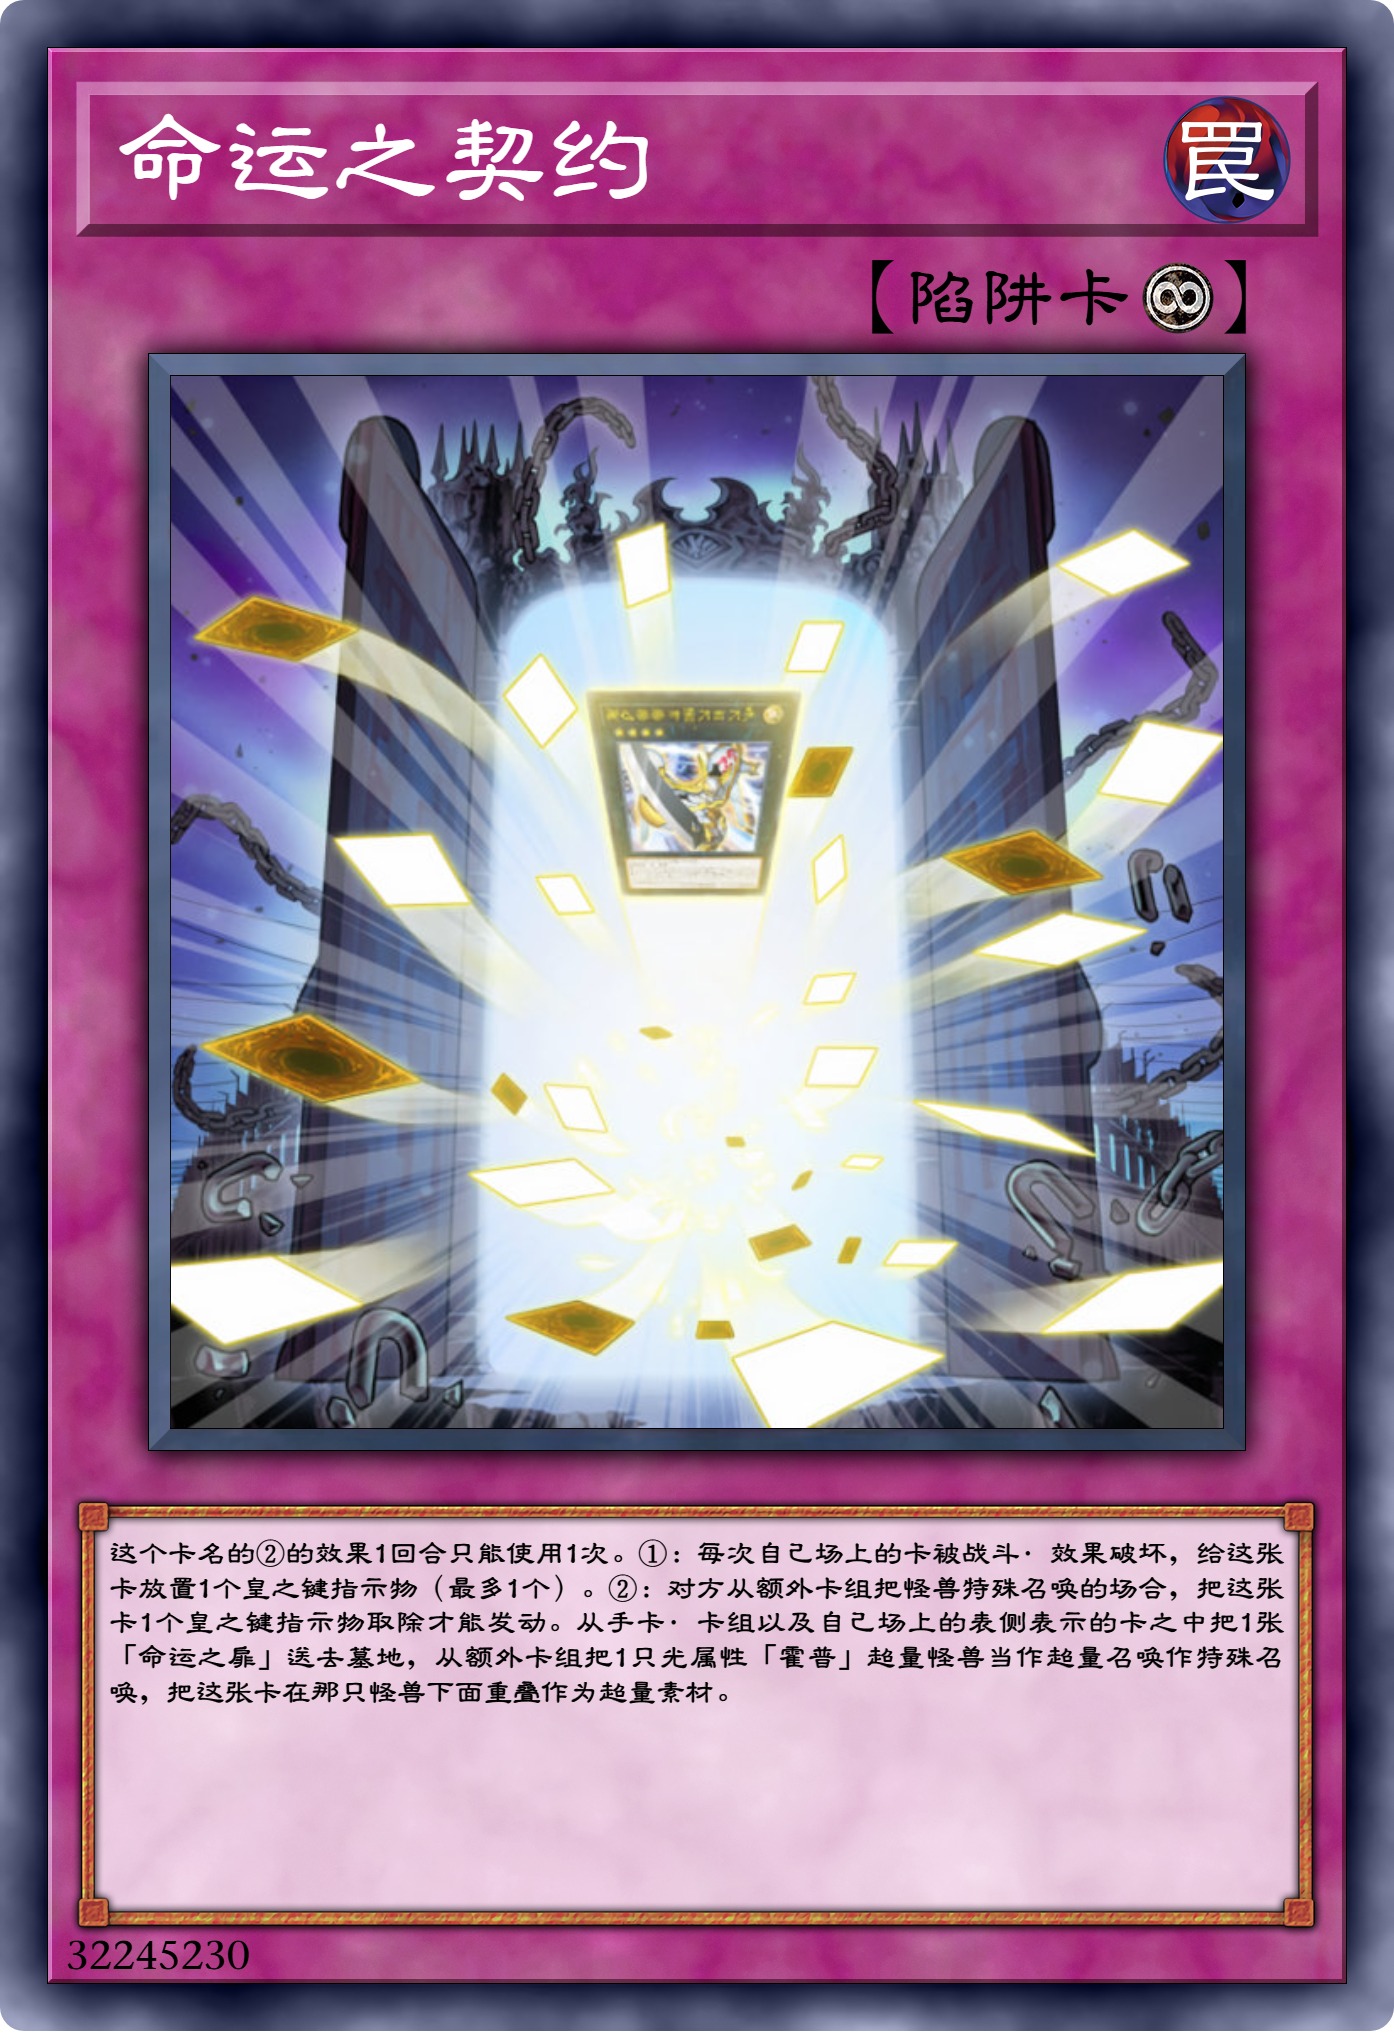 命运之契约
罠
【陷阱卡】
这个卡名的②的效果1回合只能使用1次。①：每次自己场上的卡被战斗·效果破坏，给这张
卡放置1个皇之键指示物（最多1个）。②：对方从额外卡组把怪兽特殊召唤的场合，把这张
卡1个皇之键指示物取除才能发动。从手卡·卡组以及自己场上的表侧表示的卡之中把1张
「命运之扉」送去墓地，从额外卡组把1只光属性「霍普」超量怪兽当作超量召唤作特殊召
唤，把这张卡在那只怪兽下面重叠作为超量素材。
32245230